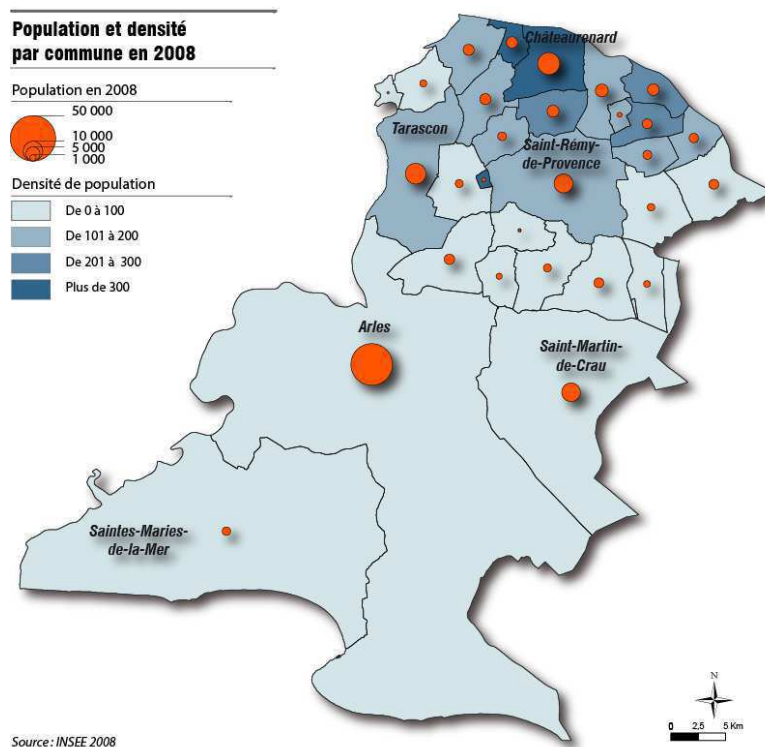 Population et densité
par commune en 2008
Population en 2008
50 000
10 000
5 000
1 000
Densité de population
De 0 à 100
De 101 à 200
De 201 à 300
Plus de 300
Châteaurenard
Tarascon
Saint-Rémy-
de-Provence
Arles
Saint-Martin-
de-Crau
Saintes-Maries-
de-la-Mer
N
0 2,5 5 Km
Source : INSEE 2008